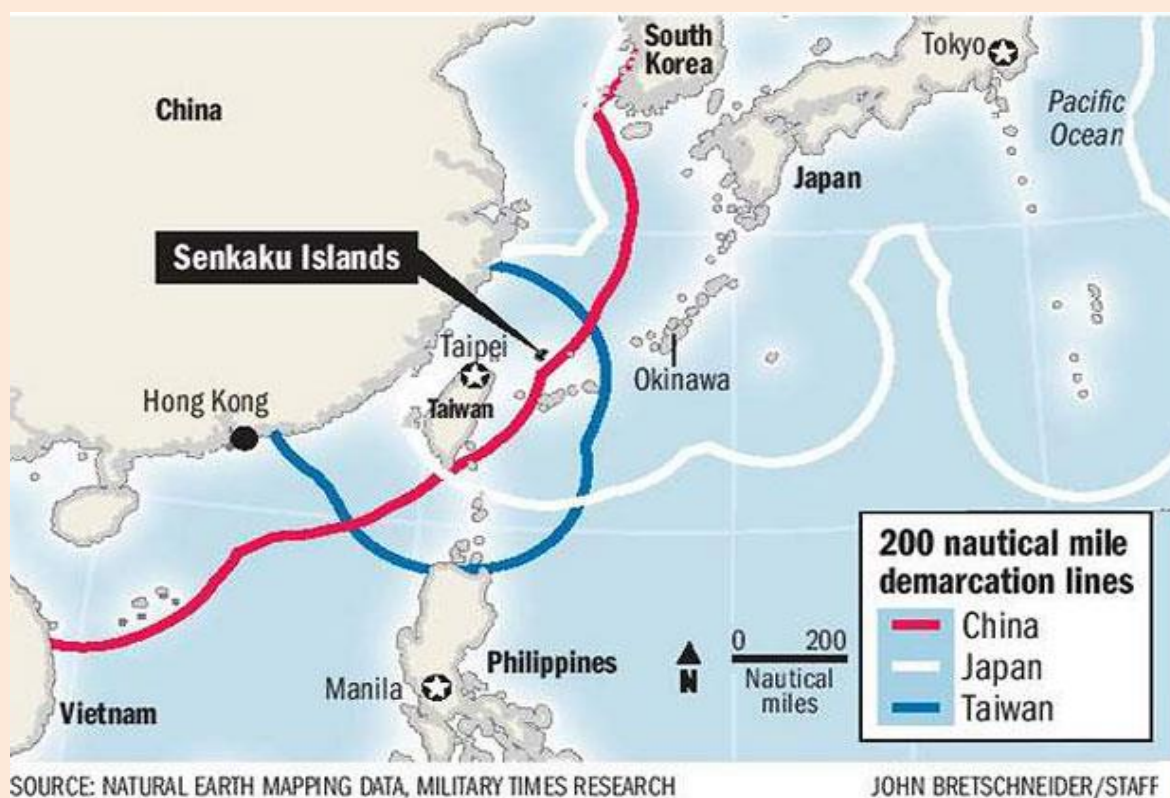 South
Korea
Tokyo
China
Pacific
Ocean
Japan
Senkaku Islands
Taipei
Okinawa
Hong Kong
Taiwan
200 nautical mile
demarcation lines
China
Japan
Taiwan
0 200
Nautical
miles
N
Philippines
Manila
Vietnam
SOURCE: NATURAL EARTH MAPPING DATA, MILITARY TIMES RESEARCH
JOHN BRETSCHNEIDER/STAFF